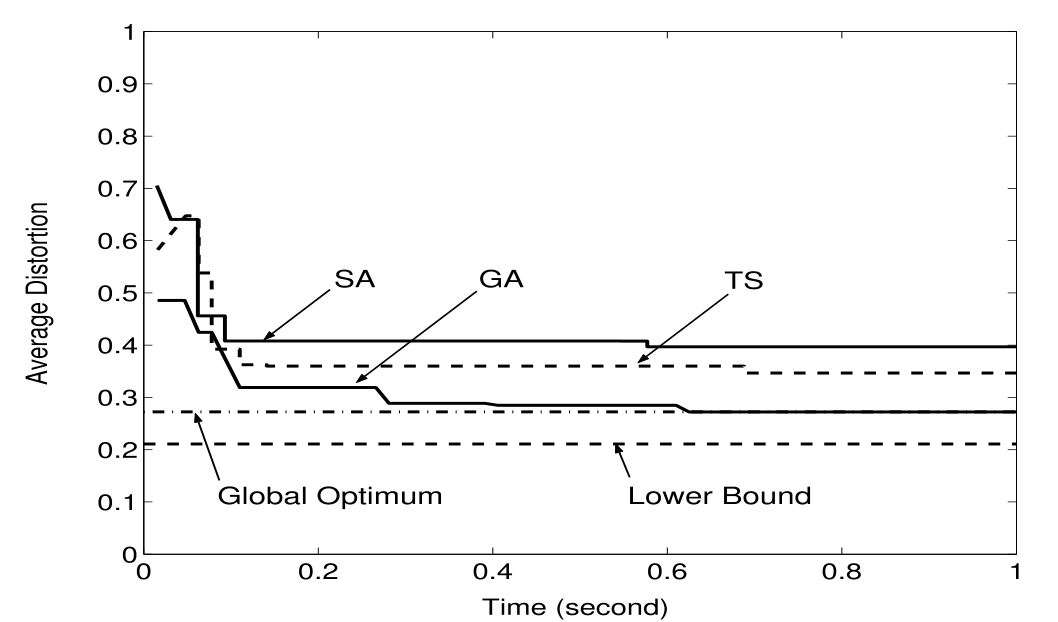 1
0.9
0.8
0.7
0.6
0.5
0.4
0.3
0.2
0.1
0
Average Distortion
SA
GA
TS
Global Optimum
Lower Bound
0 0.2 0.4 0.6 0.8 1
Time (second)